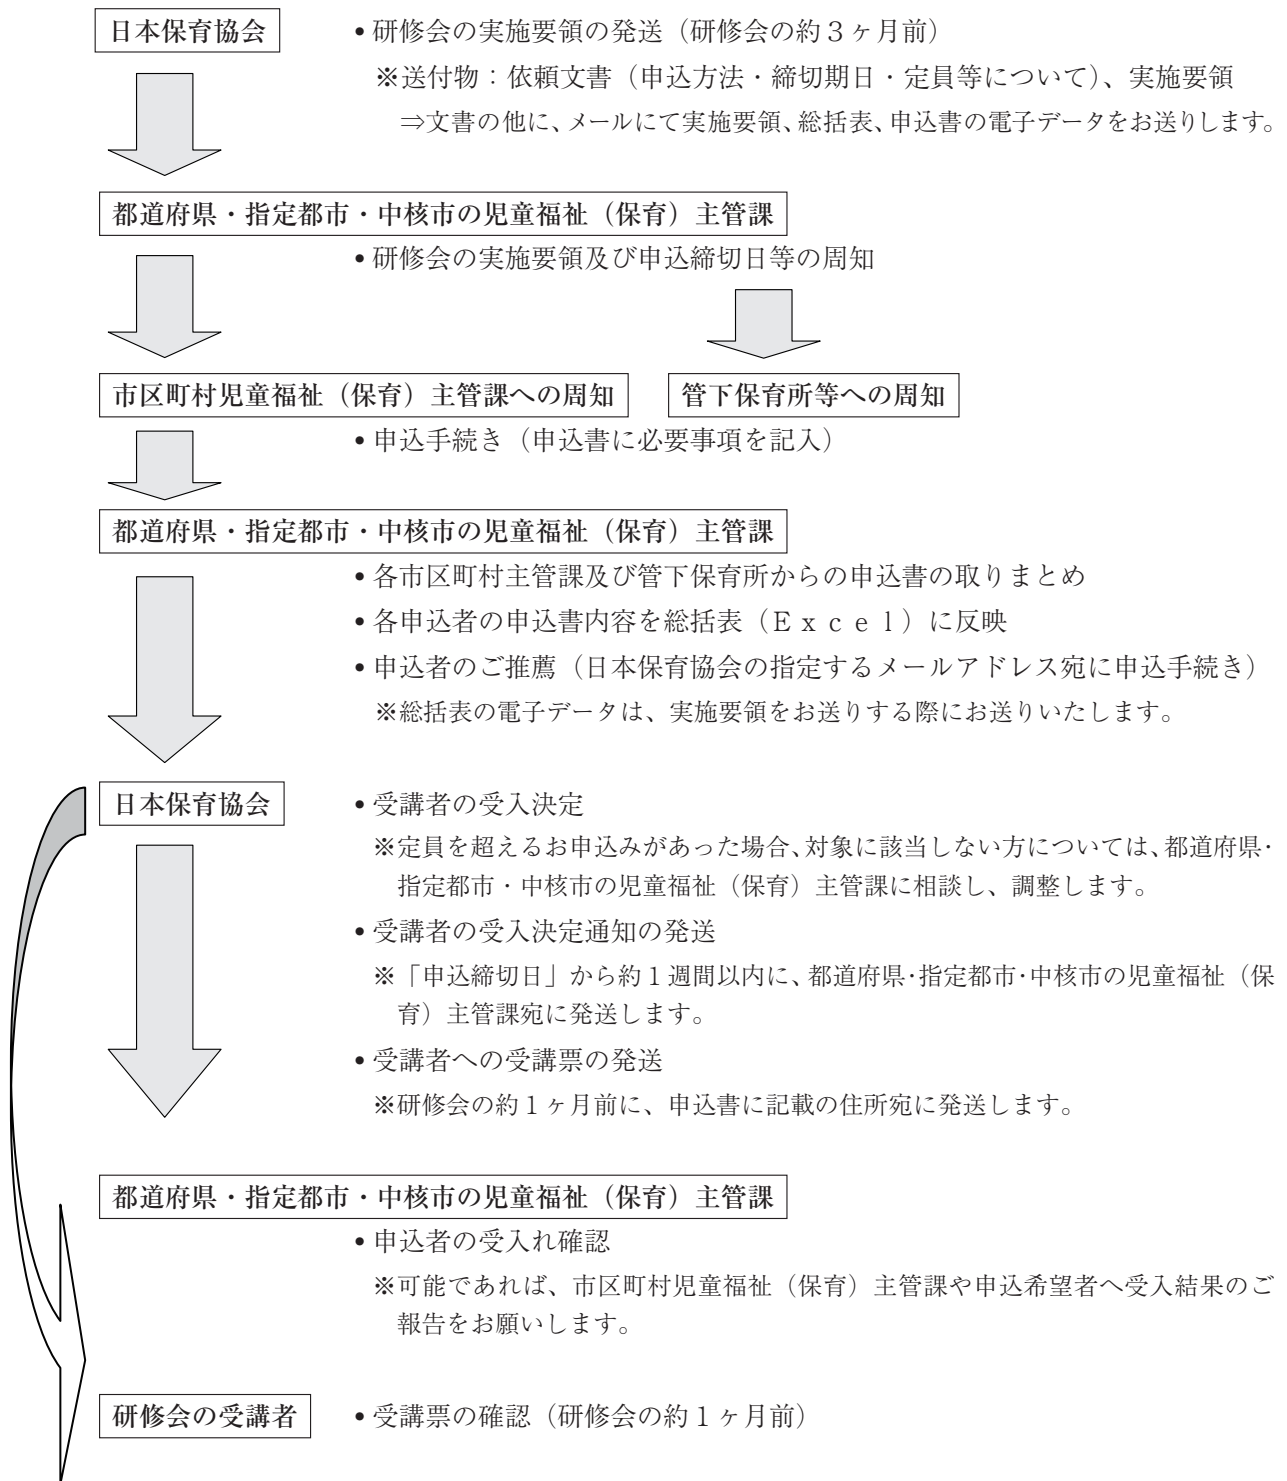 日本保育協会
•研修会の実施要領の発送（研修会の約３ヶ月前）
※送付物：依頼文書（申込方法・締切期日・定員等について）、実施要領
⇒文書の他に、メールにて実施要領、総括表、申込書の電子データをお送りします。
都道府県・指定都市・中核市の児童福祉（保育）主管課
•研修会の実施要領及び申込締切日等の周知
市区町村児童福祉（保育）主管課への周知
管下保育所等への周知
•申込手続き（申込書に必要事項を記入）
都道府県・指定都市・中核市の児童福祉（保育）主管課
•各市区町村主管課及び管下保育所からの申込書の取りまとめ
•各申込者の申込書内容を総括表（Ｅｘｃｅｌ）に反映
•申込者のご推薦（日本保育協会の指定するメールアドレス宛に申込手続き）
※総括表の電子データは、実施要領をお送りする際にお送りいたします。
日本保育協会
•受講者の受入決定
※定員を超えるお申込みがあった場合、対象に該当しない方については、都道府県・
指定都市・中核市の児童福祉（保育）主管課に相談し、調整します。
•受講者の受入決定通知の発送
※「申込締切日」から約１週間以内に、都道府県・指定都市・中核市の児童福祉（保
育）主管課宛に発送します。
•受講者への受講票の発送
※研修会の約１ヶ月前に、申込書に記載の住所宛に発送します。
都道府県・指定都市・中核市の児童福祉（保育）主管課
•申込者の受入れ確認
※可能であれば、市区町村児童福祉（保育）主管課や申込希望者へ受入結果のご
報告をお願いします。
研修会の受講者
•受講票の確認（研修会の約１ヶ月前）